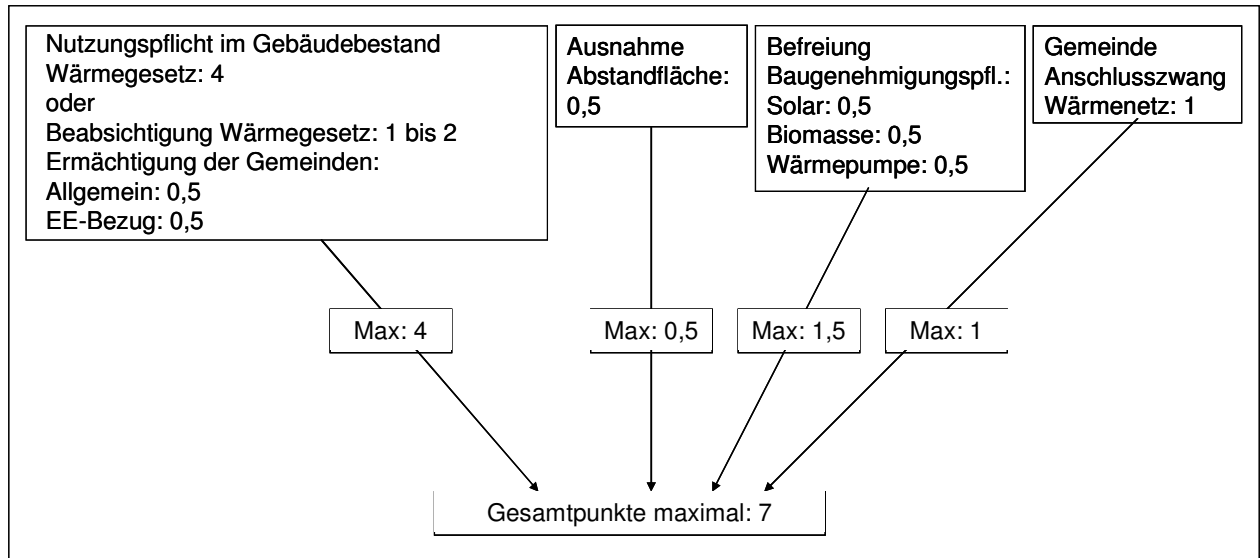 Nutzungspflicht im Gebäudebestand
Wärmegesetz: 4
oder
Beabsichtigung Wärmegesetz: 1 bis 2
Ermächtigung der Gemeinden:
Allgemein: 0,5
EE-Bezug: 0,5
Ausnahme
Abstandfläche:
0,5
Befreiung
Baugenehmigungspfl.:
Solar: 0,5
Biomasse: 0,5
Wärmepumpe: 0,5
Gemeinde
Anschlusszwang
Wärmenetz: 1
Max: 4
Max: 0,5
Max: 1,5
Max: 1
Gesamtpunkte maximal: 7